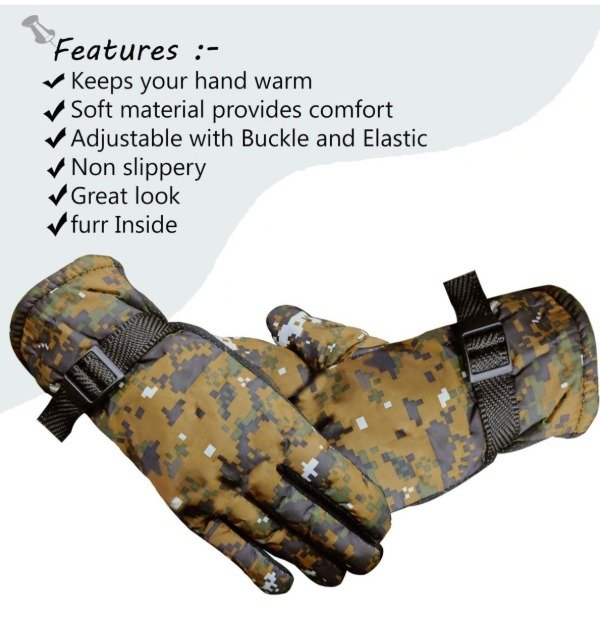 Features :-
Keeps your hand warm
Soft material provides comfort
Adjustable with Buckle and Elastic
Non slippery
Great look
furr Inside